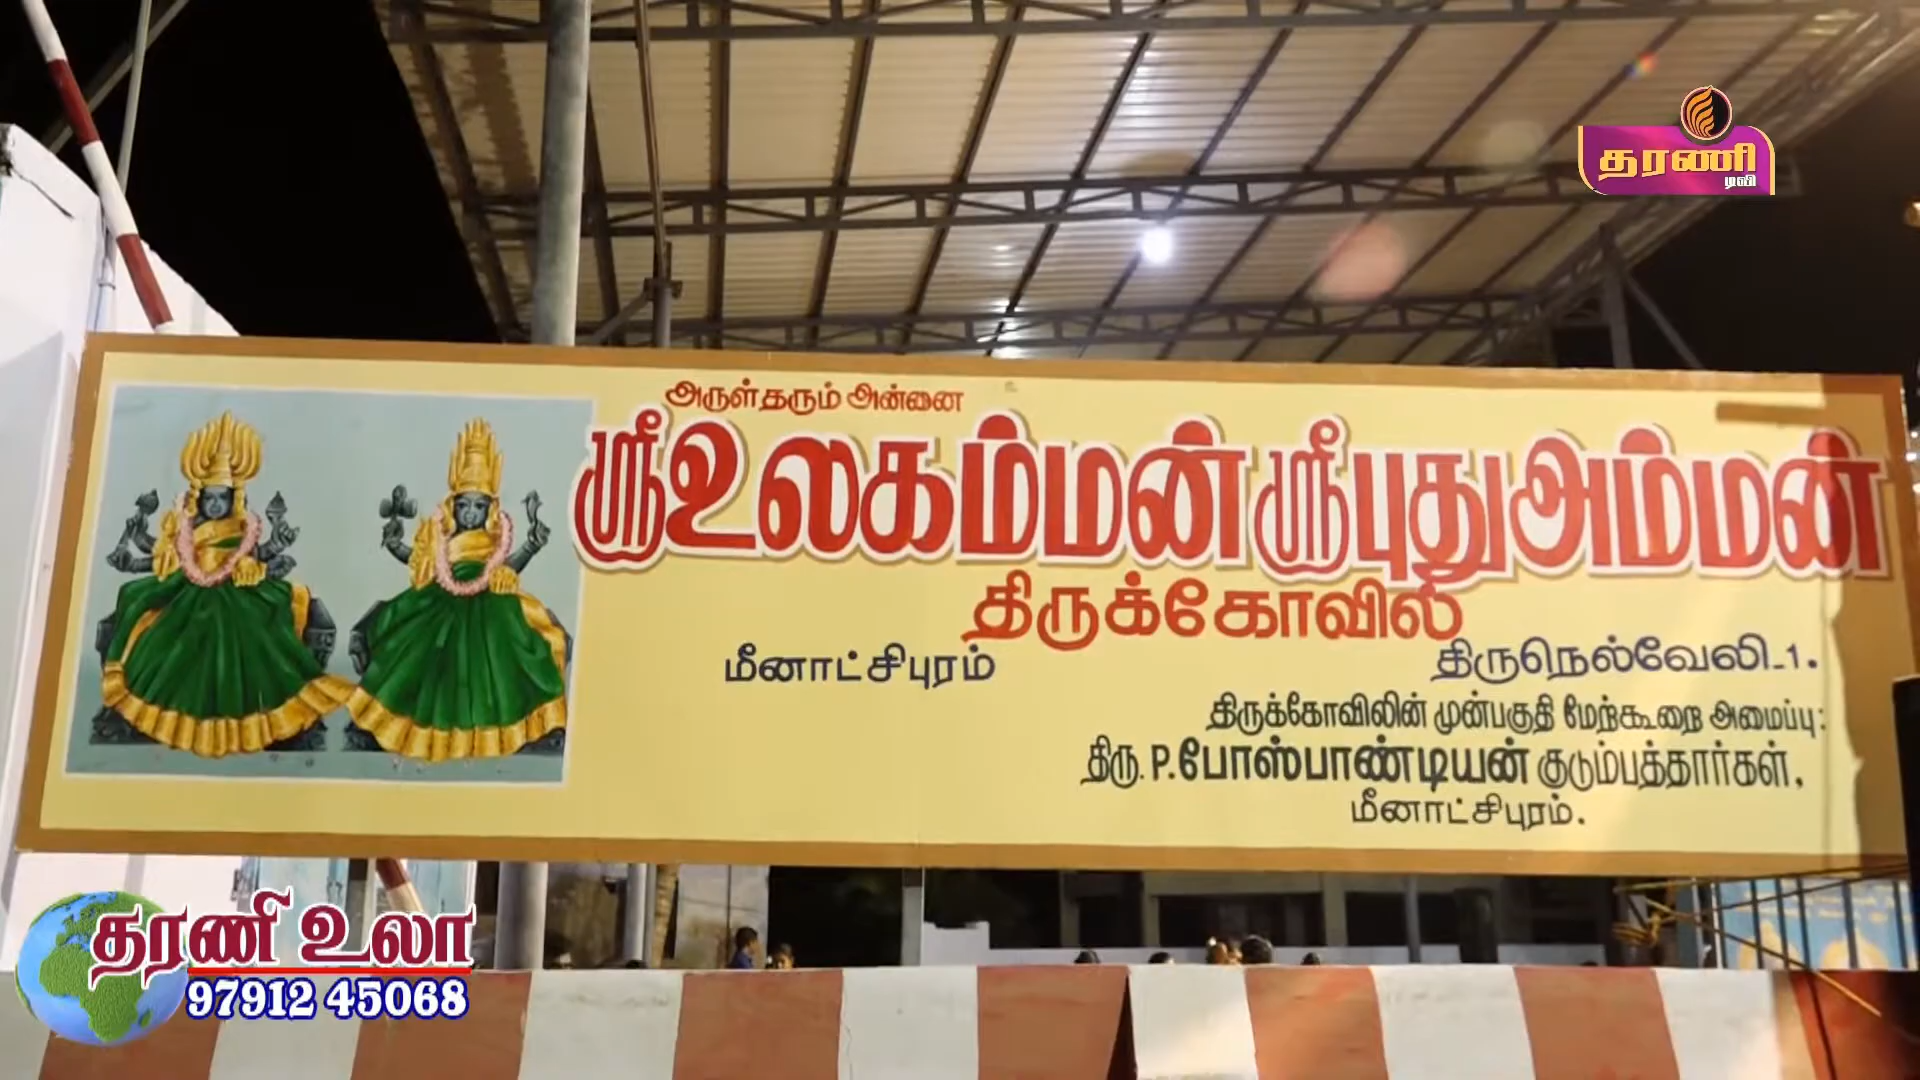 தரணி
டிவி
அருள்தரும் அன்னை
ஸ்ரீ உலகம்மன் ஸ்ரீ புதுஅம்மன்
திருக்கோவில்
மீனாட்சிபுரம் திருநெல்வேலி-1.
திருக்கோவிலின் முன்பகுதி மேற்கூறை அமைப்பு:
திரு. P. போஸ்பாண்டியன் குடும்பத்தார்கள்,
மீனாட்சிபுரம்.
தரணி உலா
97912 45068